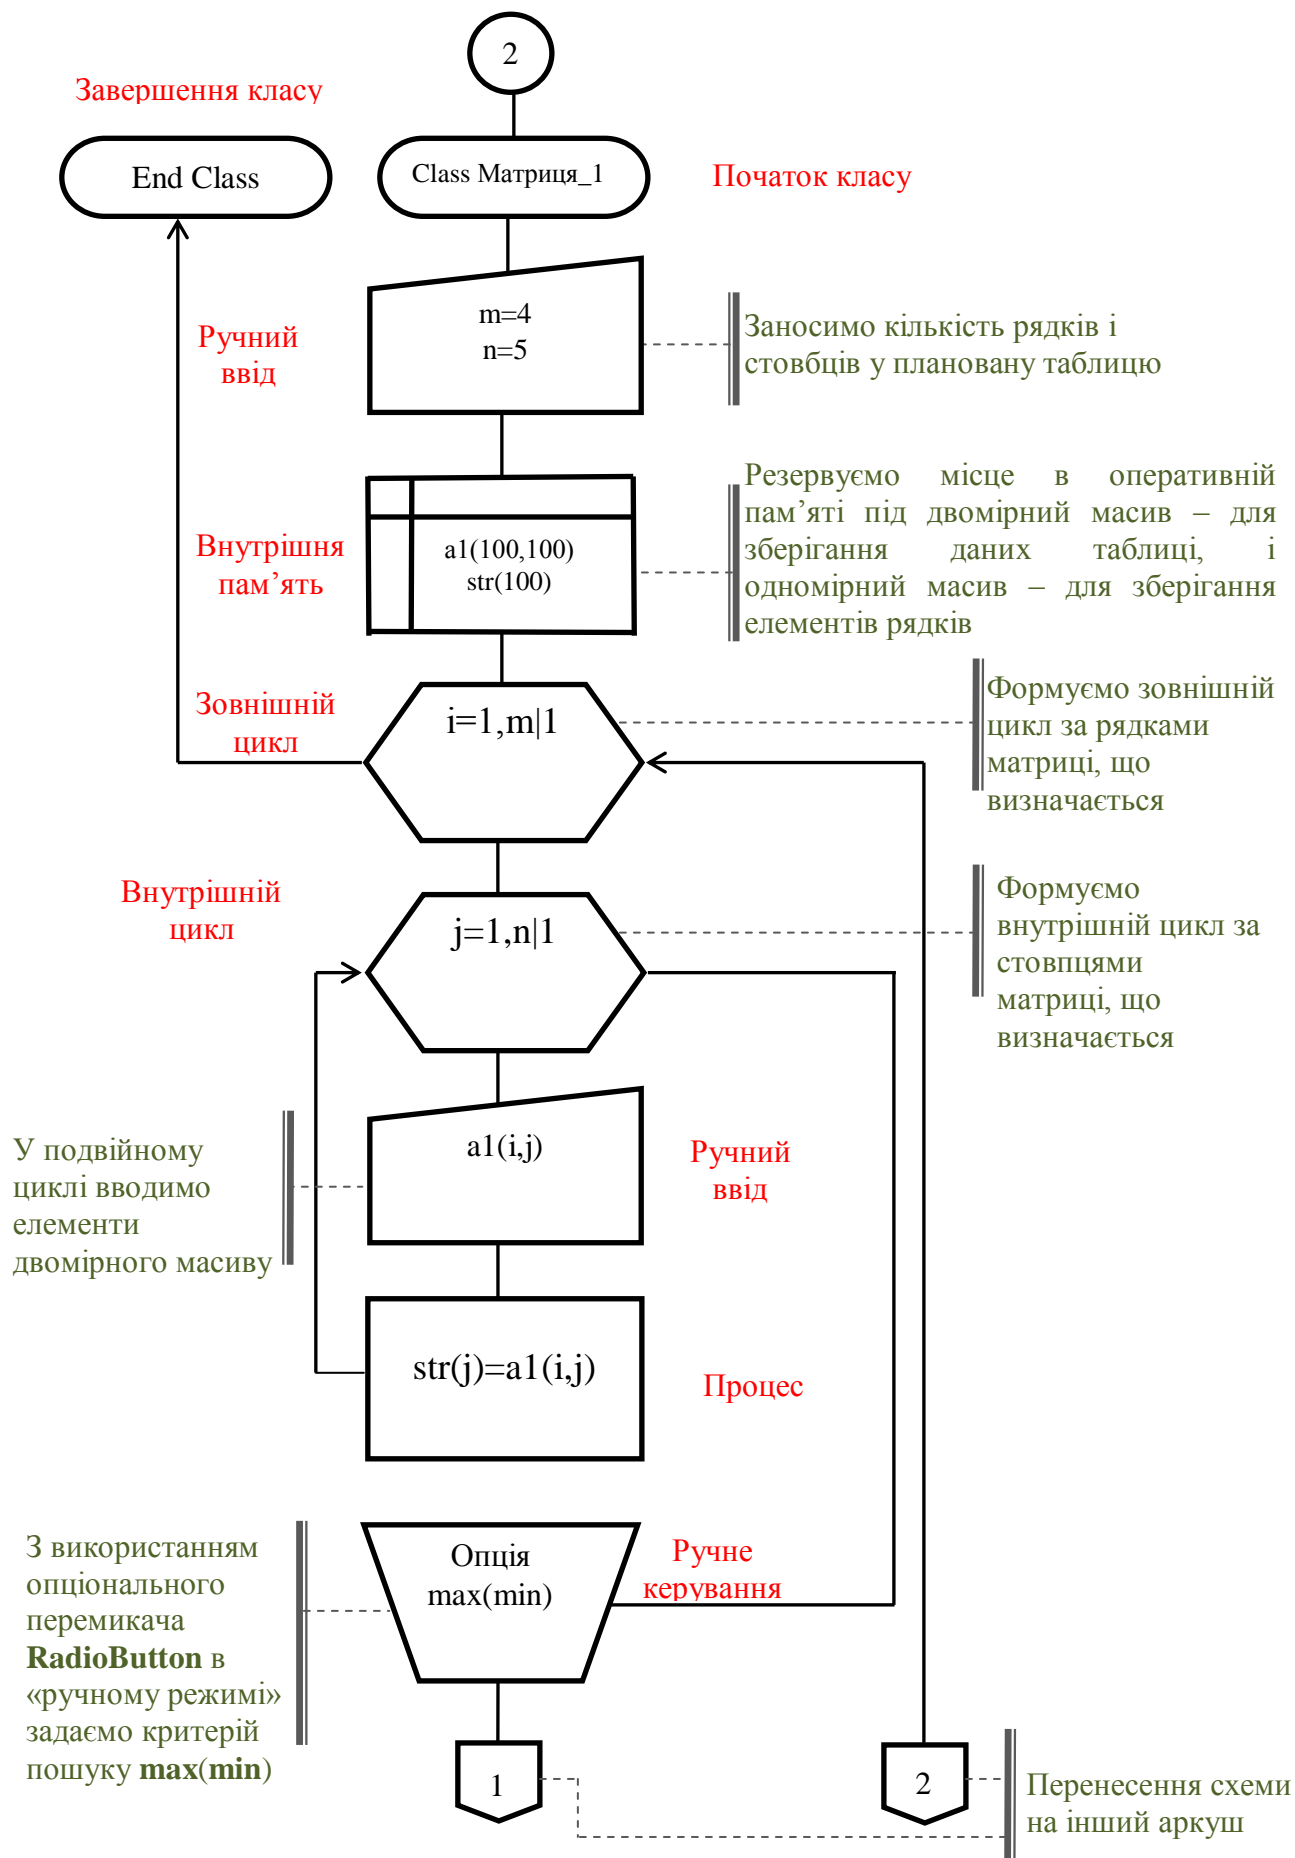 2
Завершення класу
End Class
Class Матриця_1
Початок класу
m=4
n=5
Ручний
ввід
Заносимо кількість рядків і
стовбців у плановану таблицю
Внутрішня
пам’ять
a1(100,100)
str(100)
Резервуємо місце в оперативній
пам’яті під двомірний масив – для
зберігання даних таблиці, і
одномірний масив – для зберігання
елементів рядків
Зовнішній
цикл
i=1,m|1
Формуємо зовнішній
цикл за рядками
матриці, що
визначається
Внутрішній
цикл
j=1,n|1
Формуємо
внутрішній цикл за
стовпцями
матриці, що
визначається
У подвійному
циклі вводимо
елементи
двомірного масиву
a1(i,j)
Ручний
ввід
str(j)=a1(i,j)
Процес
З використанням
опціонального
перемикача
RadioButton в
«ручному режимі»
задаємо критерій
пошуку max(min)
Опція
max(min)
Ручне
керування
1
2
Перенесення схеми
на інший аркуш